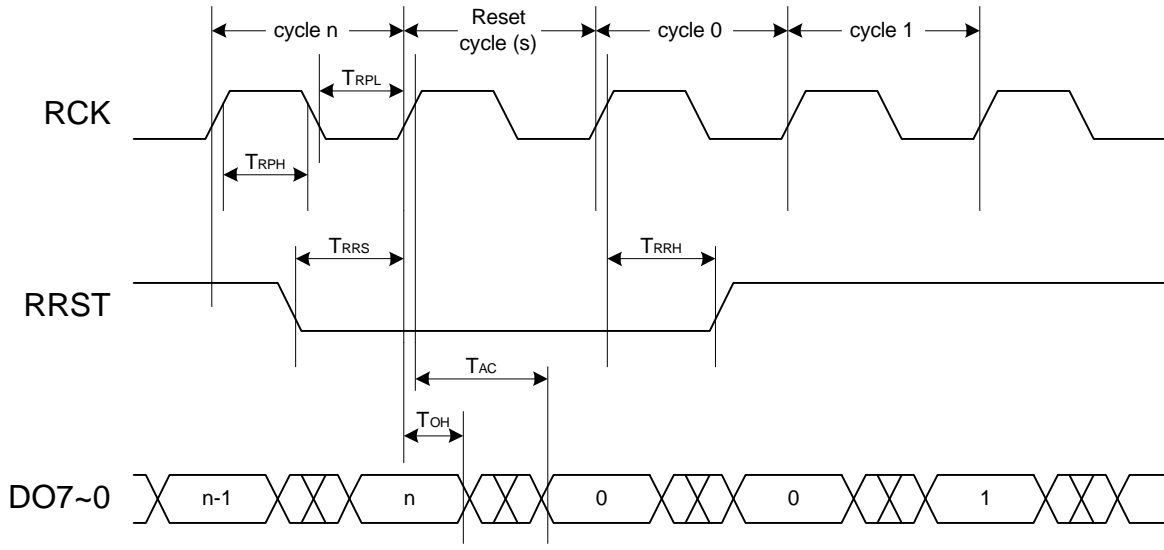 cycle n
Reset
cycle (s)
cycle 0
cycle 1
TRPL
RCK
TRPH
TRRS
TRRH
RRST
TAC
TOH
DO7~0
n-1
n
0
0
1